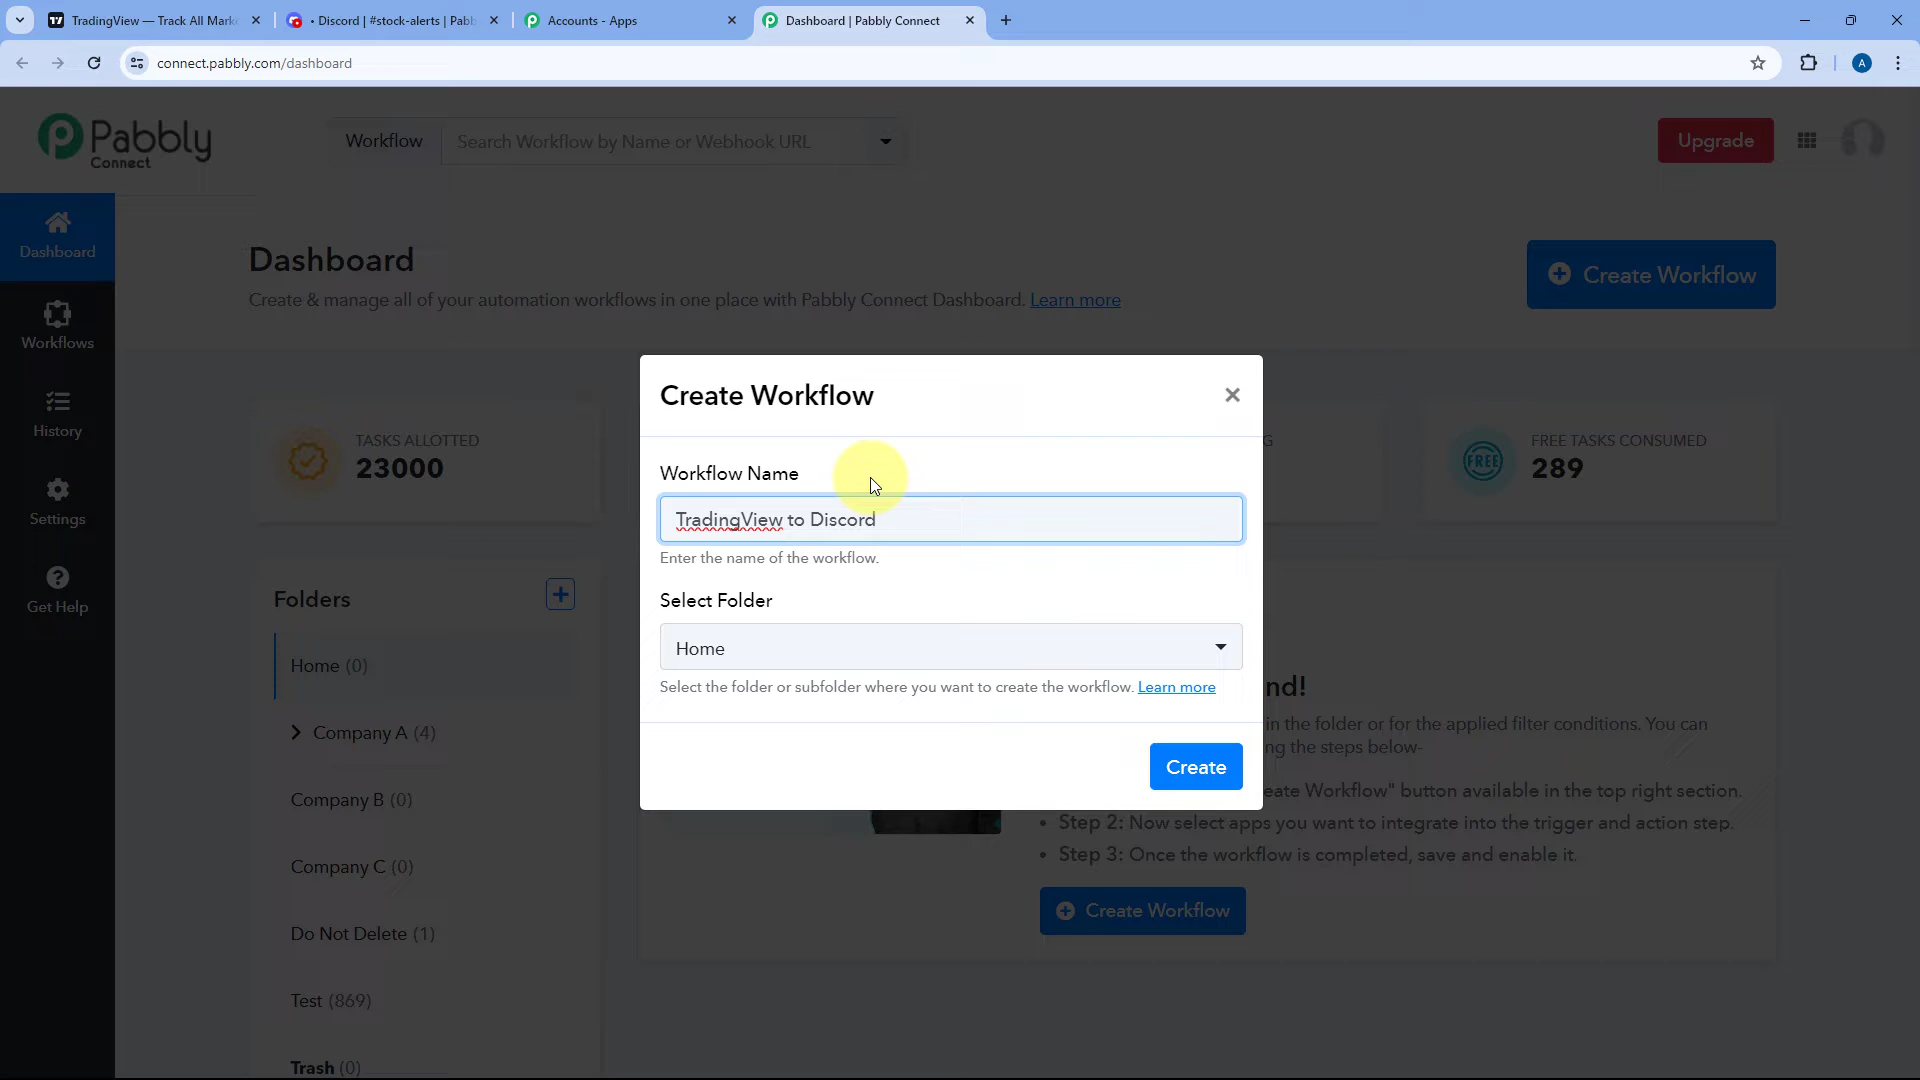 TradingView — Track All Mark
• Discord | #stock-alerts | Pabb
Accounts - Apps
Dashboard | Pabbly Connect
connect.pabbly.com/dashboard
A
Pabbly
Connect
Workflow
Search Workflow by Name or Webhook URL
Upgrade
Dashboard
Workflows
History
Settings
Get Help
Dashboard
Create & manage all of your automation workflows in one place with Pabbly Connect Dashboard. Learn more
Create Workflow
TASKS ALLOTTED
23000
G
FREE
FREE TASKS CONSUMED
289
Folders
Home (0)
Company A (4)
Company B (0)
Company C (0)
Do Not Delete (1)
Test (869)
Trash (0)
Create Workflow
Workflow Name
TradingView to Discord
Enter the name of the workflow.
Select Folder
Home
Select the folder or subfolder where you want to create the workflow. Learn more
Create
nd!
in the folder or for the applied filter conditions. You can
ng the steps below-
eate Workflow" button available in the top right section.
• Step 2: Now select apps you want to integrate into the trigger and action step.
• Step 3: Once the workflow is completed, save and enable it.
Create Workflow